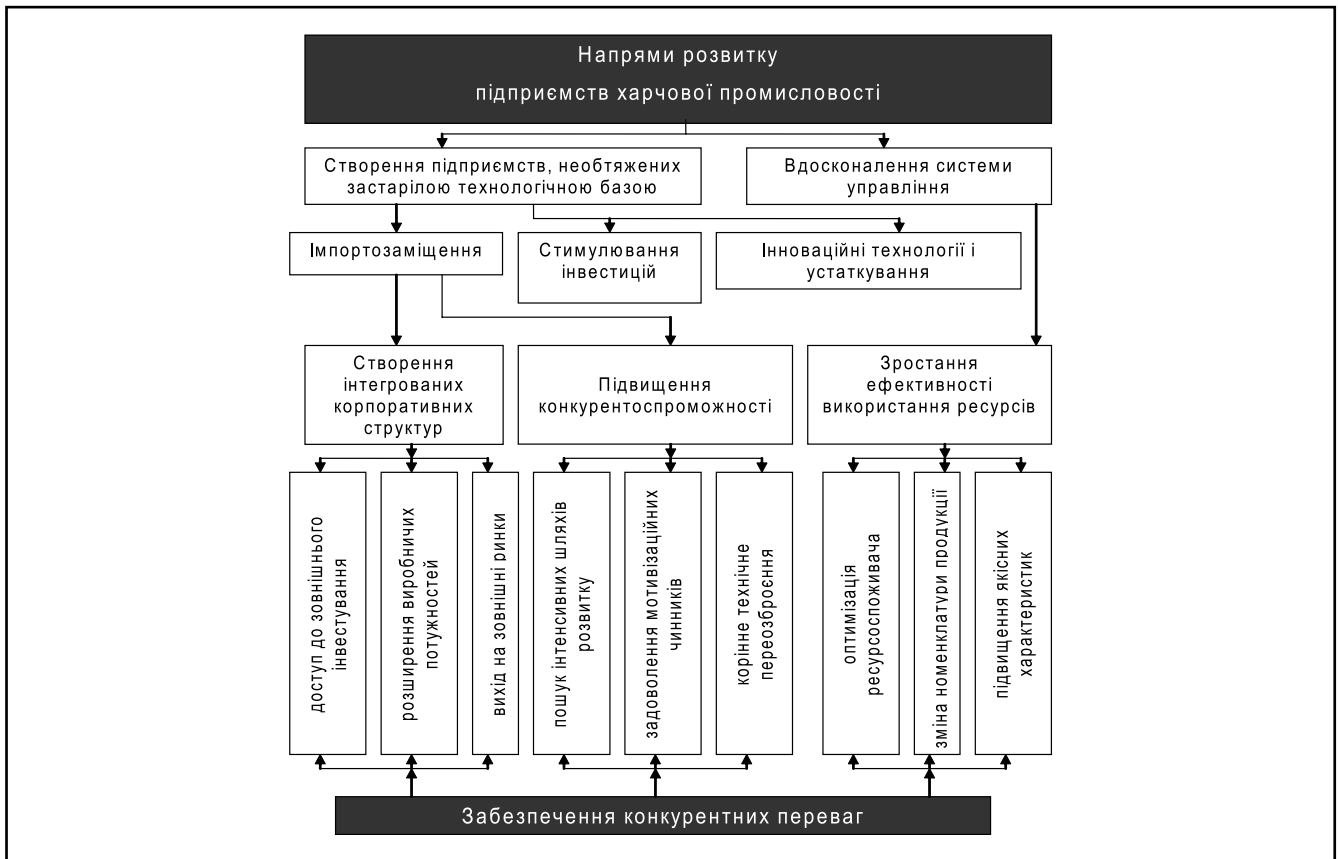 Напрями розвитку
підприємств харчової промисловості
Створення підприємств, необтяжених
застарілою технологічною базою
Вдосконалення системи
управління
Імпортозаміщення
Стимулювання
інвестицій
Інноваційні технології і
устаткування
Створення
інтегрованих
корпоративних
структур
Підвищення
конкурентоспроможності
Зростання
ефективності
використання ресурсів
доступ до зовнішнього
інвестування
розширення виробничих
потужностей
вихід на зовнішні ринки
пошук інтенсивних шляхів
розвитку
задоволення мотивізаційних
чинників
корінне технічне
переозброєння
оптимізація
ресурсоспоживача
зміна номенклатури продукції
підвищення якісних
характеристик
Забезпечення конкурентних переваг